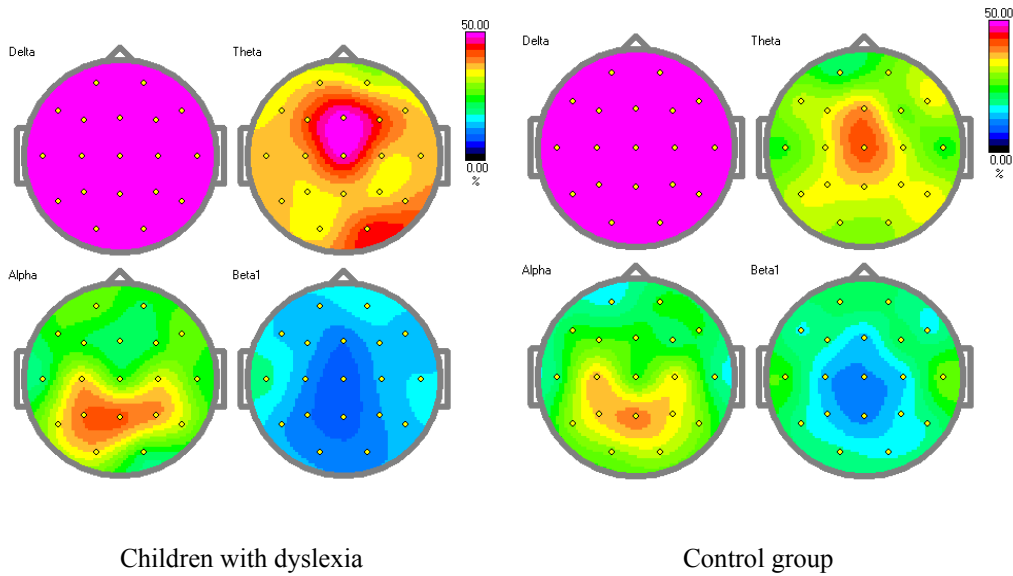 Delta
Theta
50.00
0.00
%
Alpha
Beta1
Delta
Theta
50.00
0.00
%
Alpha
Beta1
Children with dyslexia
Control group